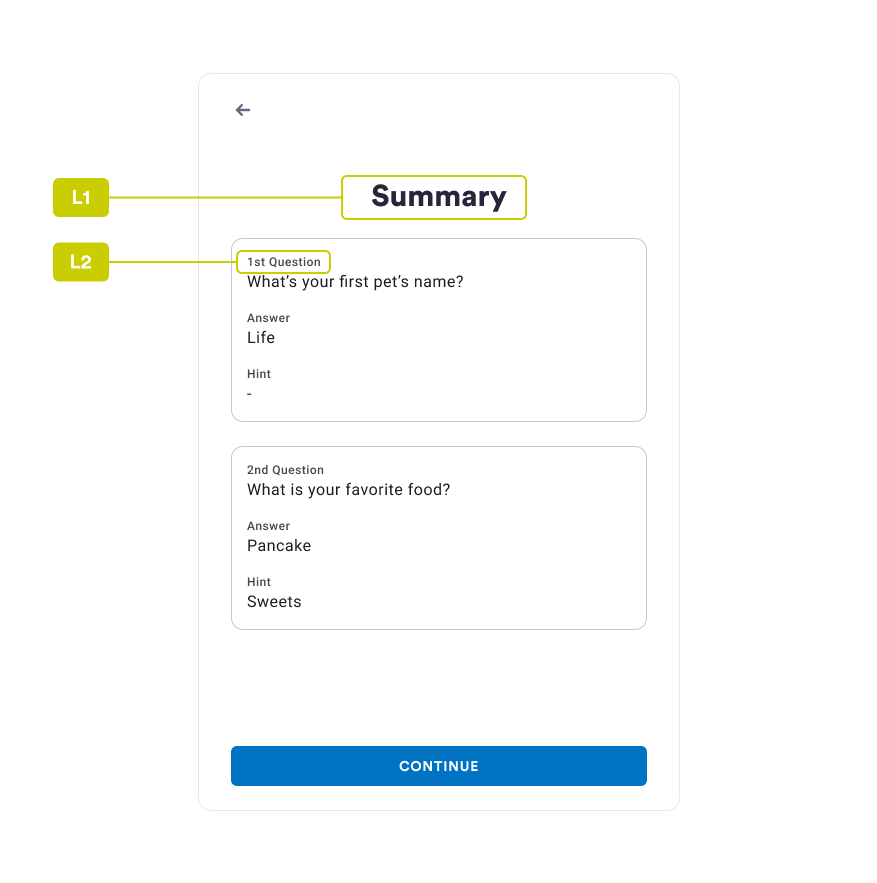 L1
Summary
L2
1st Question
What’s your first pet’s name?
Answer
Life
Hint
-
2nd Question
What is your favorite food?
Answer
Pancake
Hint
Sweets
CONTINUE